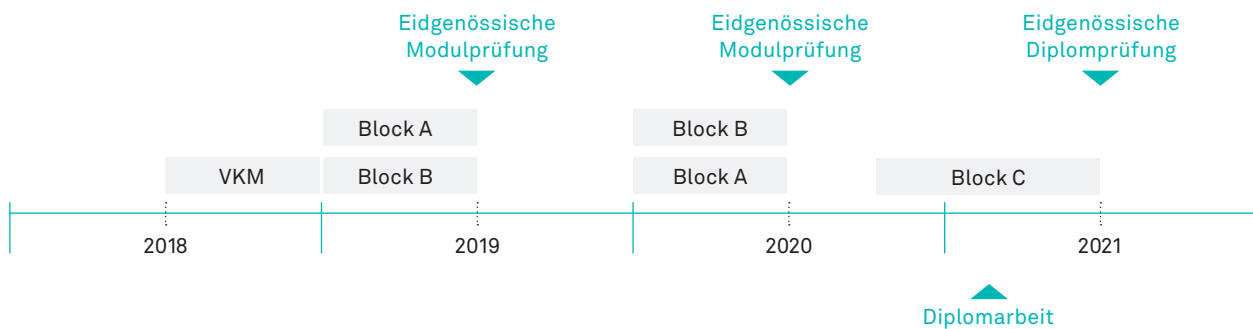 Eidgenössische
Modulprüfung
Eidgenössische
Modulprüfung
Eidgenössische
Diplomprüfung
Block A
Block B
VKM
Block B
Block A
Block C
2018
2019
2020
2021
Diplomarbeit